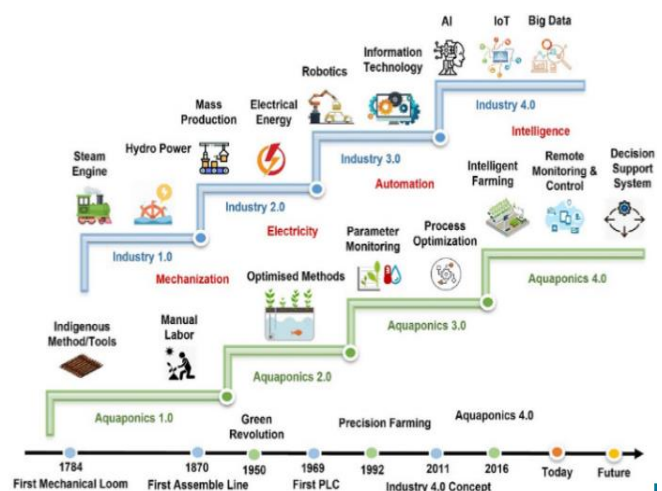 AI
IoT
Big Data
Information
Technology
Robotics
Industry 4.0
Mass
Production
Electrical
Energy
Intelligence
Industry 3.0
Steam
Engine
Hydro Power
Automation
Intelligent
Farming
Remote
Monitoring &
Control
Decision
Support
System
Industry 2.0
Electricity
Parameter
Monitoring
Process
Optimization
Industry 1.0
Mechanization
Optimised Methods
Aquaponics 4.0
Indigenous
Method/Tools
Manual
Labor
Aquaponics 3.0
Aquaponics 2.0
Aquaponics 1.0
Green
Revolution
Precision Farming
Aquaponics 4.0
1784
1870
1950
1969
1992
2011
2016
Today
Future
First Mechanical Loom
First Assemble Line
First PLC
Industry 4.0 Concept